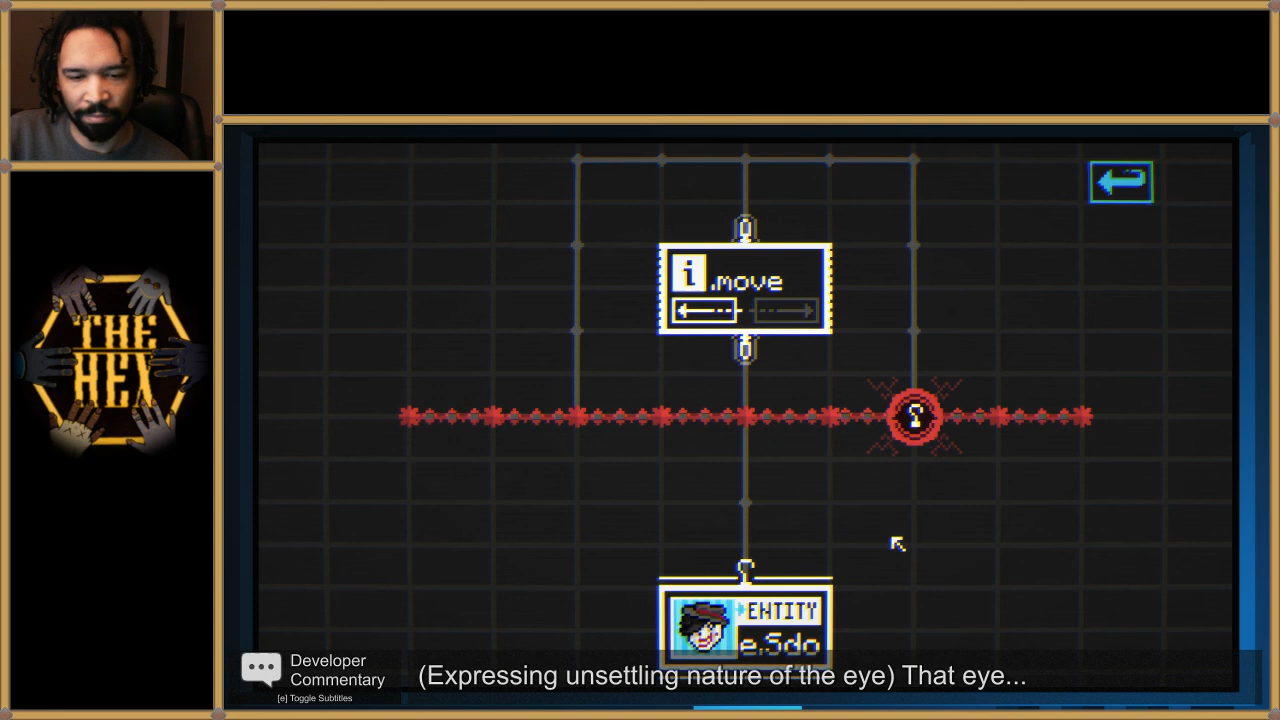 i.move
THE
HEX
ENTITY
e.Sdo
Developer
Commentary
[e] Toggle Subtitles
(Expressing unsettling nature of the eye) That eye...